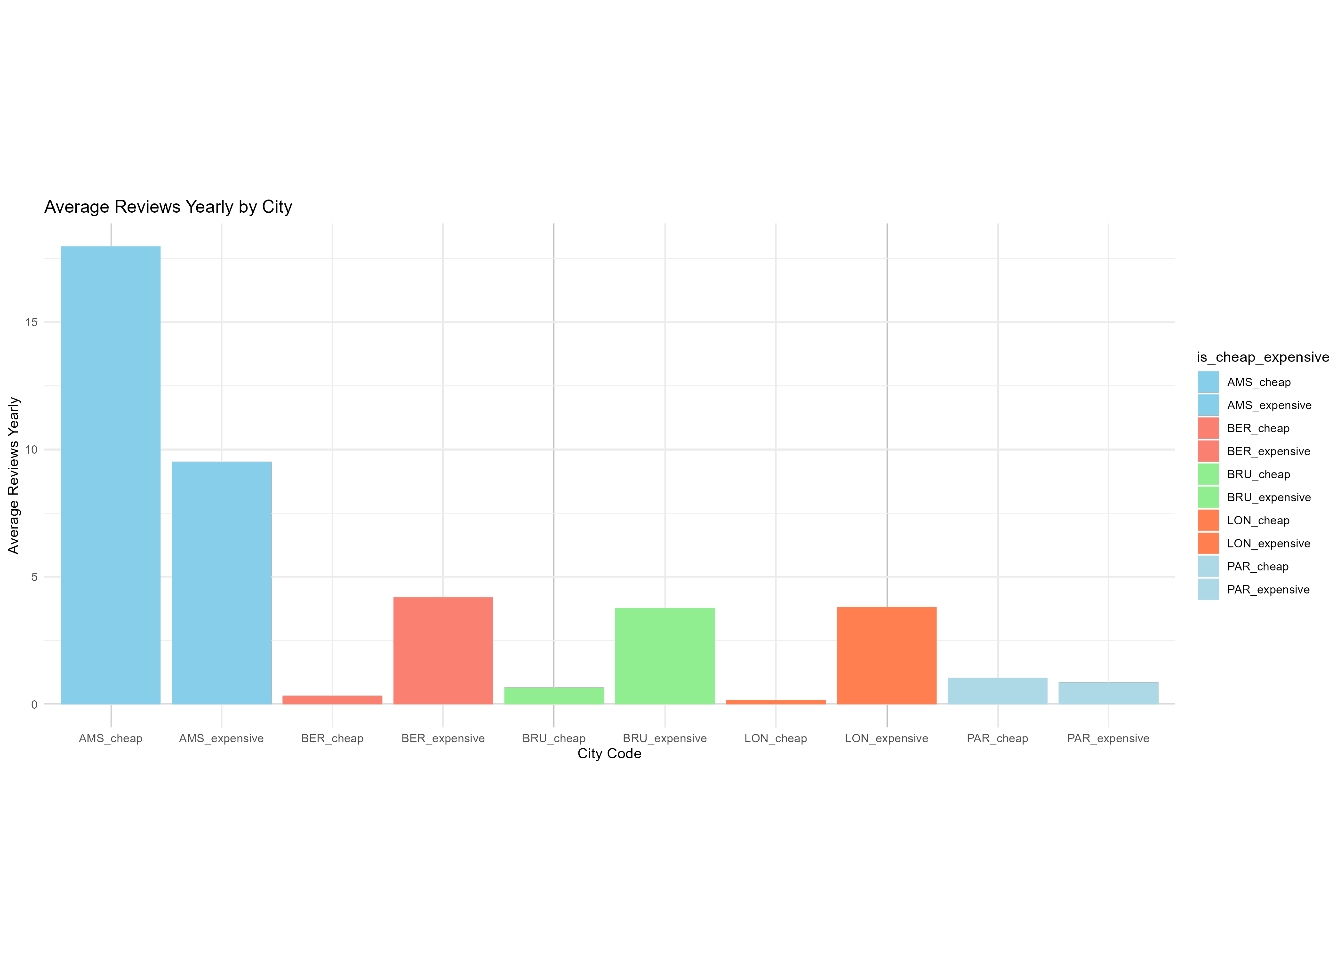 Average Reviews Yearly by City
Average Reviews Yearly
15
10
5
0
AMS_cheap
AMS_expensive
BER_cheap
BER_expensive
BRU_cheap
BRU_expensive
LON_cheap
LON_expensive
PAR_cheap
PAR_expensive
City Code
is_cheap_expensive
AMS_cheap
AMS_expensive
BER_cheap
BER_expensive
BRU_cheap
BRU_expensive
LON_cheap
LON_expensive
PAR_cheap
PAR_expensive